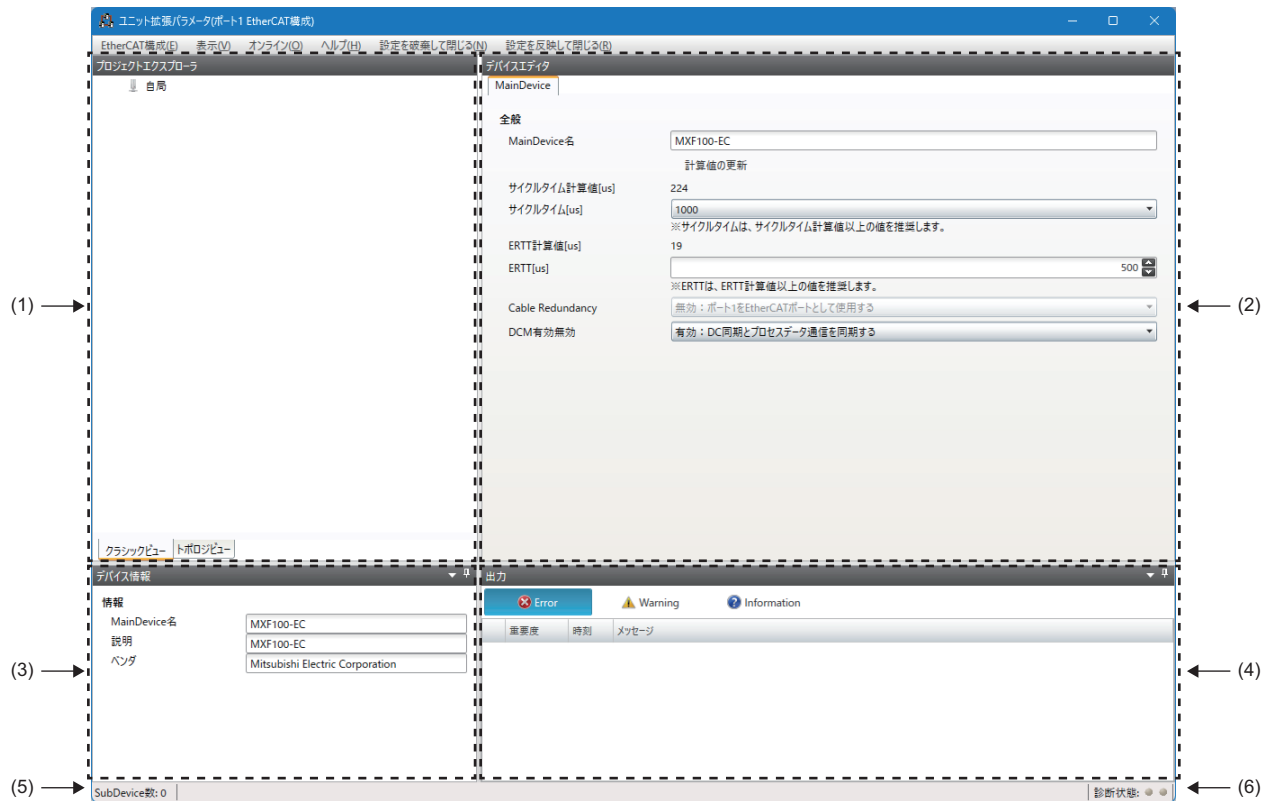 ユニット拡張パラメータ(ポート1 EtherCAT構成)
EtherCAT構成(E) 表示(V) オンライン(O) ヘルプ(H) 設定を破棄して閉じる(N) 設定を反映して閉じる(R)
プロジェクトエクスプローラ
自局
クラシックビュー トポロジビュー
(1)
デバイスエディタ
MainDevice
全般
MainDevice名 MXF100-EC
計算値の更新
サイクルタイム計算値[us] 224
サイクルタイム[us] 1000
※サイクルタイムは、サイクルタイム計算値以上の値を推奨します。
ERTT計算値[us] 19
ERTT[us] 500
※ERTTは、ERTT計算値以上の値を推奨します。
Cable Redundancy 無効：ポート1をEtherCATポートとして使用する
DCM有効無効 有効：DC同期とプロセスデータ通信を同期する
(2)
デバイス情報
情報
MainDevice名 MXF100-EC
説明 MXF100-EC
ベンダ Mitsubishi Electric Corporation
(3)
出力
Error Warning Information
重要度 時刻 メッセージ
(4)
(5)
SubDevice数: 0
診断状態:
(6)